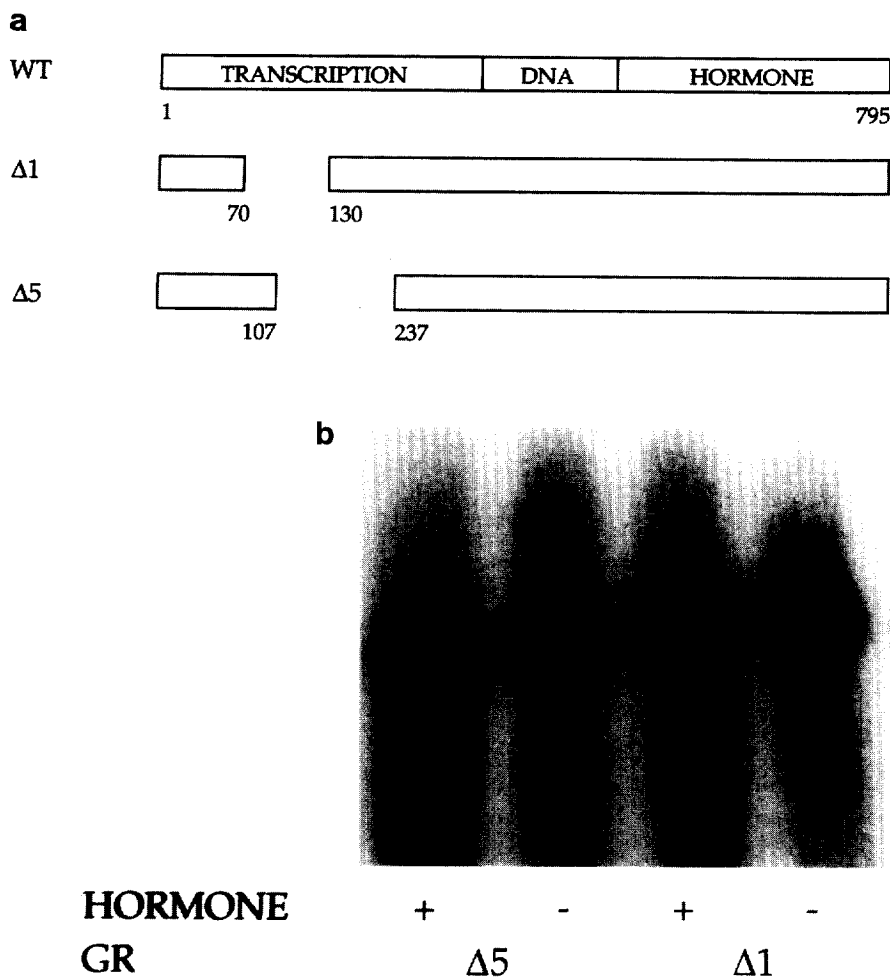 a
WT TRANSCRIPTION DNA HORMONE
1 795
Δ1
70 130
Δ5
107 237
b
HORMONE + - + -
GR Δ5 Δ1